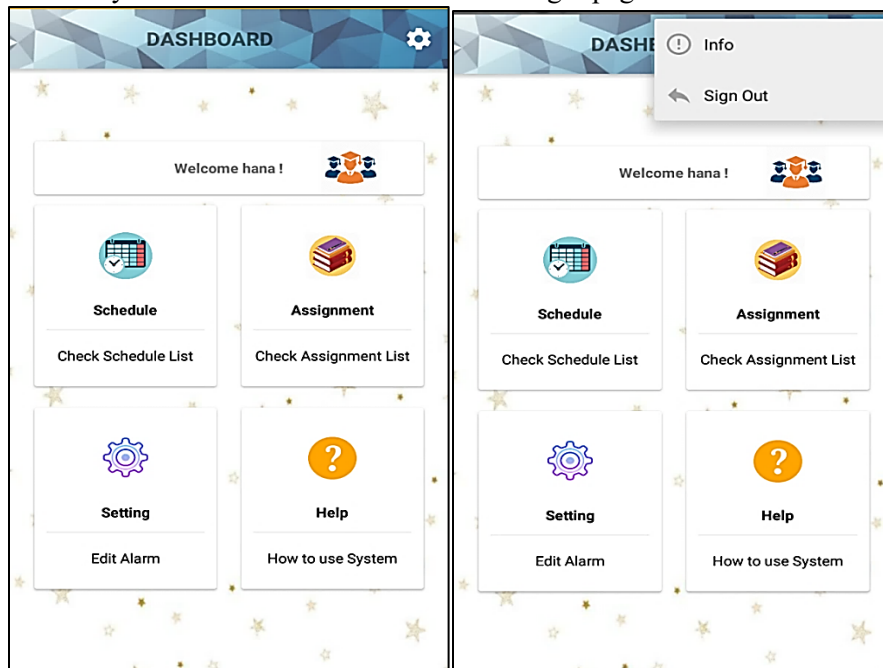 DASHBOARD
Welcome hana !
Schedule
Assignment
Check Schedule List
Check Assignment List
Setting
Help
Edit Alarm
How to use System
DASHB
Info
Sign Out
Welcome hana !
Schedule
Assignment
Check Schedule List
Check Assignment List
Setting
Help
Edit Alarm
How to use System